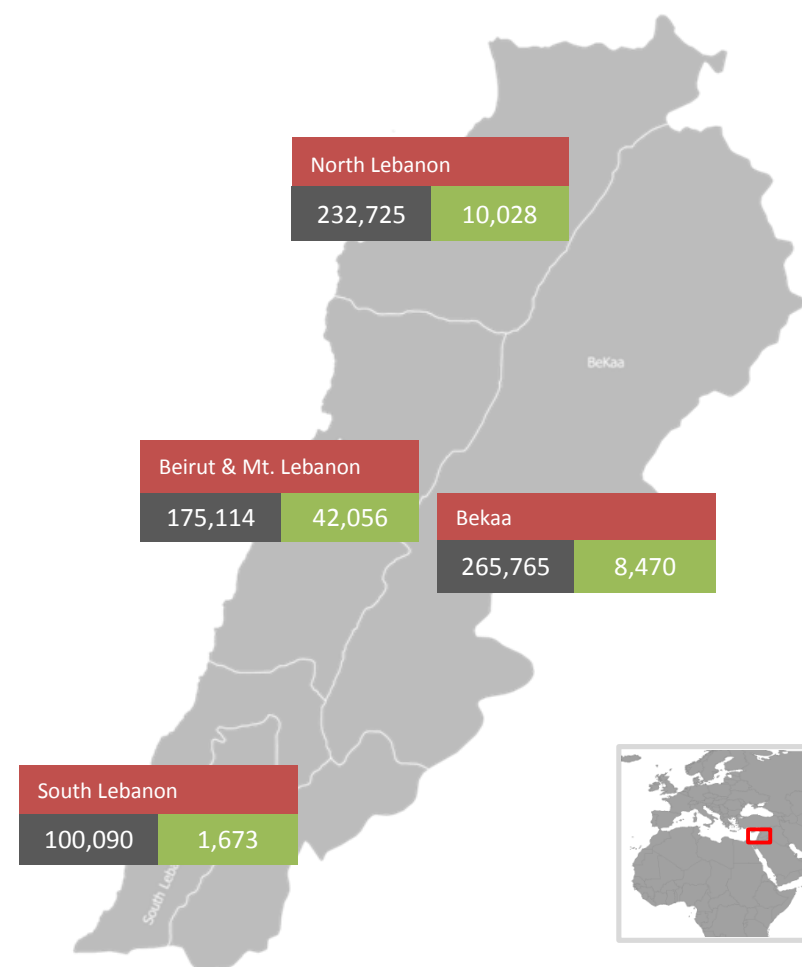 North Lebanon
232,725 10,028
BeKaa
Beirut & Mt. Lebanon
175,114 42,056
Bekaa
265,765 8,470
South Lebanon
100,090 1,673
South